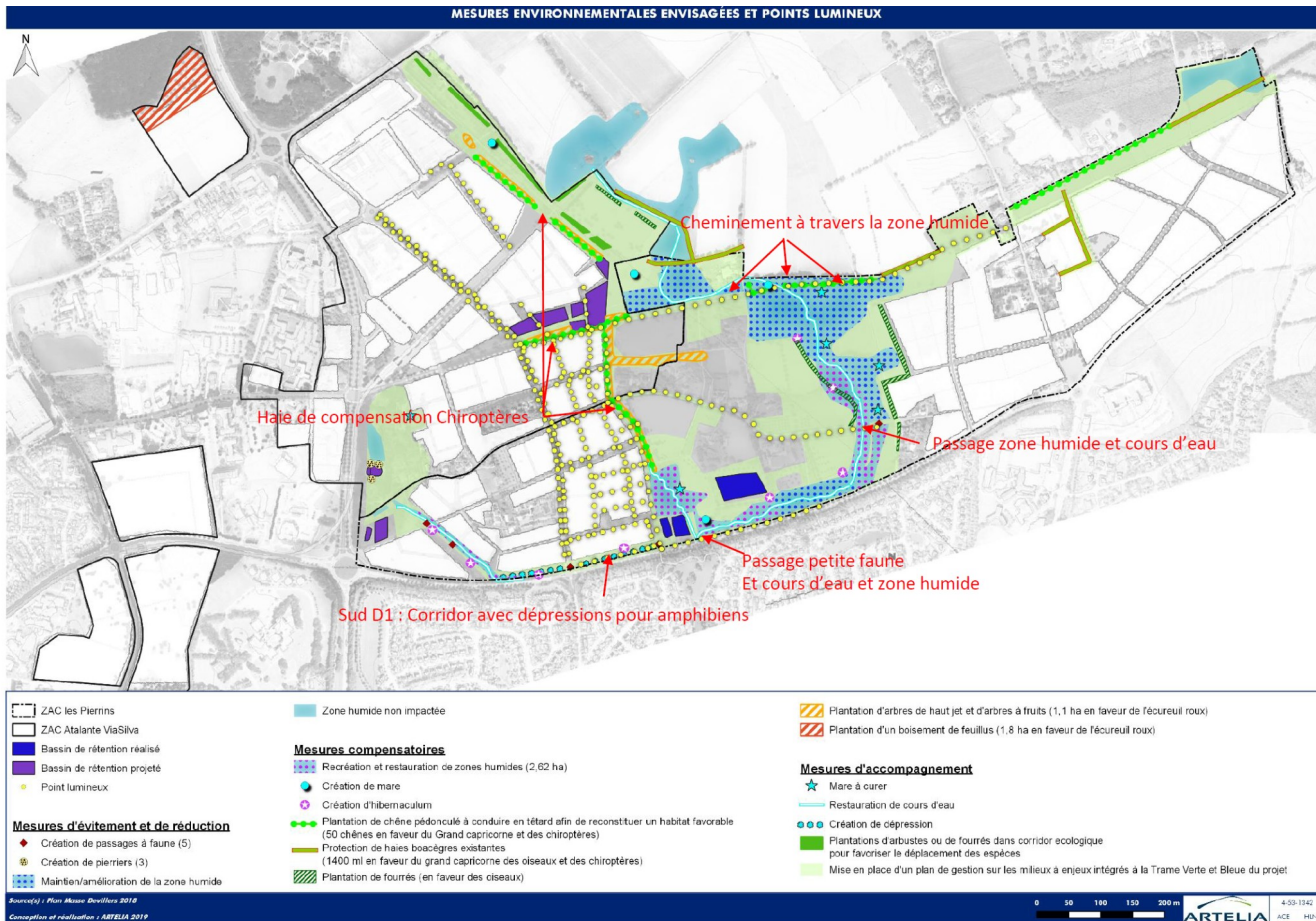 MESURES ENVIRONNEMENTALES ENVISAGÉES ET POINTS LUMINEUX
N
Cheminement à travers la zone humide
Haie de compensation Chiroptères
Passage zone humide et cours d'eau
Passage petite faune
Et cours d'eau et zone humide
Sud D1 : Corridor avec dépressions pour amphibiens
ZAC les Pierrins
ZAC Atalante ViaSilva
Bassin de rétention réalisé
Bassin de rétention projeté
Point lumineux
Mesures d'évitement et de réduction
Création de passages à faune (5)
Création de pierriers (3)
Maintien/amélioration de la zone humide
Zone humide non impactée
Mesures compensatoires
Recréation et restauration de zones humides (2,62 ha)
Création de mare
Création d'hibernaculum
Plantation de chêne pédonculé à conduire en têtard afin de reconstituer un habitat favorable
(50 chênes en faveur du Grand capricorne et des chiroptères)
Protection de haies boacègres existantes
(1400 ml en faveur du grand capricorne des oiseaux et des chiroptères)
Plantation de fourrés (en faveur des oiseaux)
Plantation d'arbres de haut jet et d'arbres à fruits (1,1 ha en faveur de l'écureuil roux)
Plantation d'un boisement de feuillus (1,8 ha en faveur de l'écureuil roux)
Mesures d'accompagnement
Mare à curer
Restauration de cours d'eau
Création de dépression
Plantations d'arbustes ou de fourrés dans corridor ecologique
pour favoriser le déplacement des espèces
Mise en place d'un plan de gestion sur les milieux à enjeux intégrés à la Trame Verte et Bleue du projet
Source(s) : Plan Masse Devillers 2018
Conception et réalisation : ARTELIA 2019
0 50 100 150 200 m
ARTELIA
4-53-1342
ACE